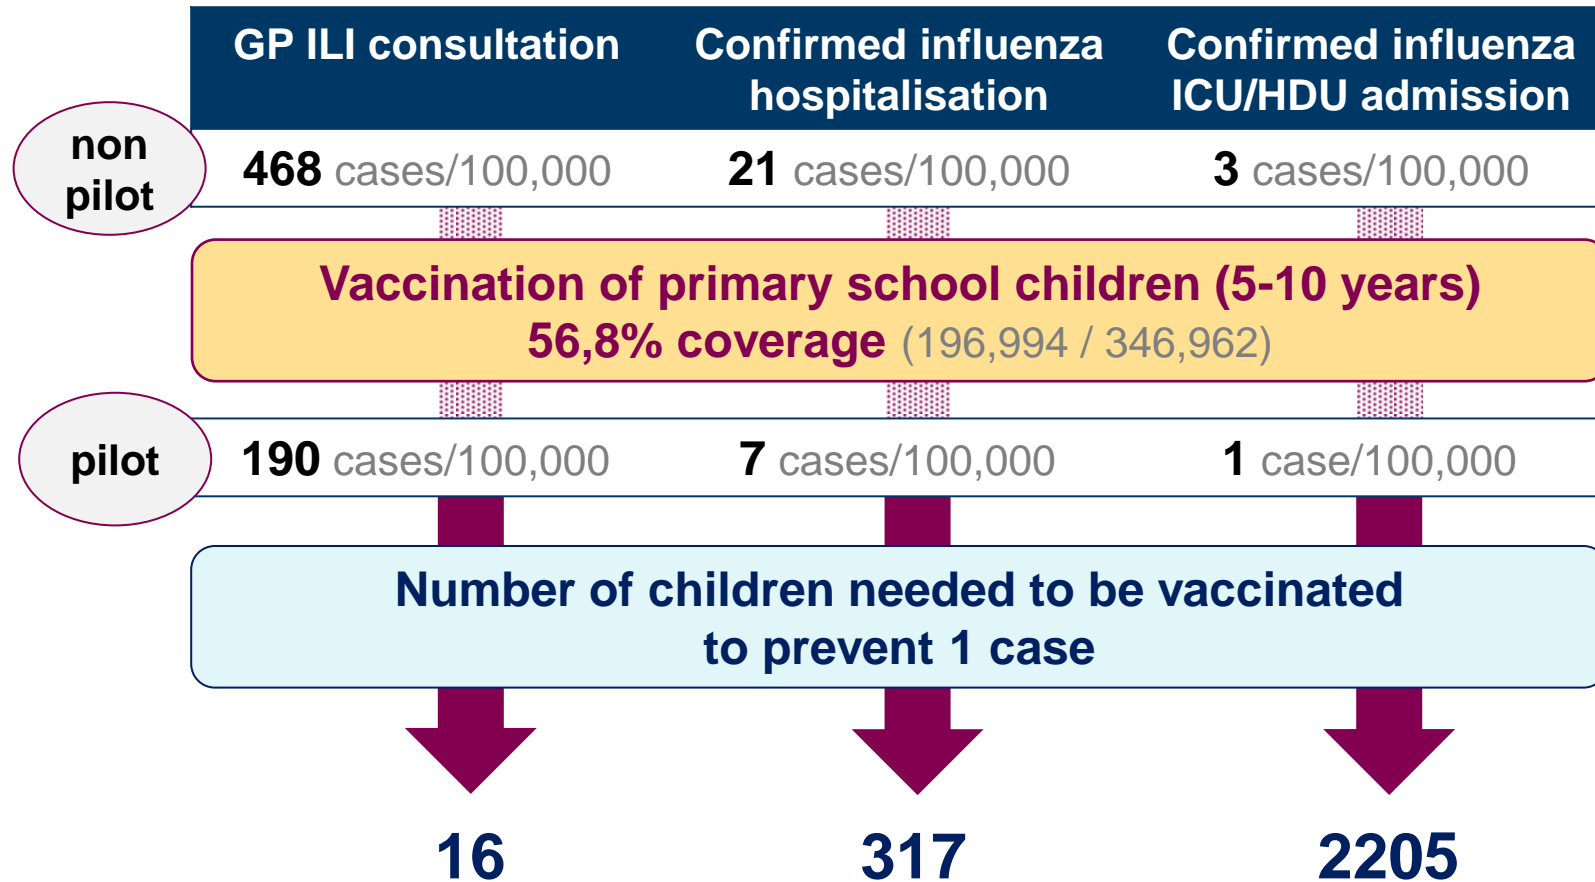 GP ILI consultation
Confirmed influenza
hospitalisation
Confirmed influenza
ICU/HDU admission
non
pilot
468 cases/100,000
21 cases/100,000
3 cases/100,000
Vaccination of primary school children (5-10 years)
56,8% coverage (196,994 / 346,962)
pilot
190 cases/100,000
7 cases/100,000
1 case/100,000
Number of children needed to be vaccinated
to prevent 1 case
16
317
2205